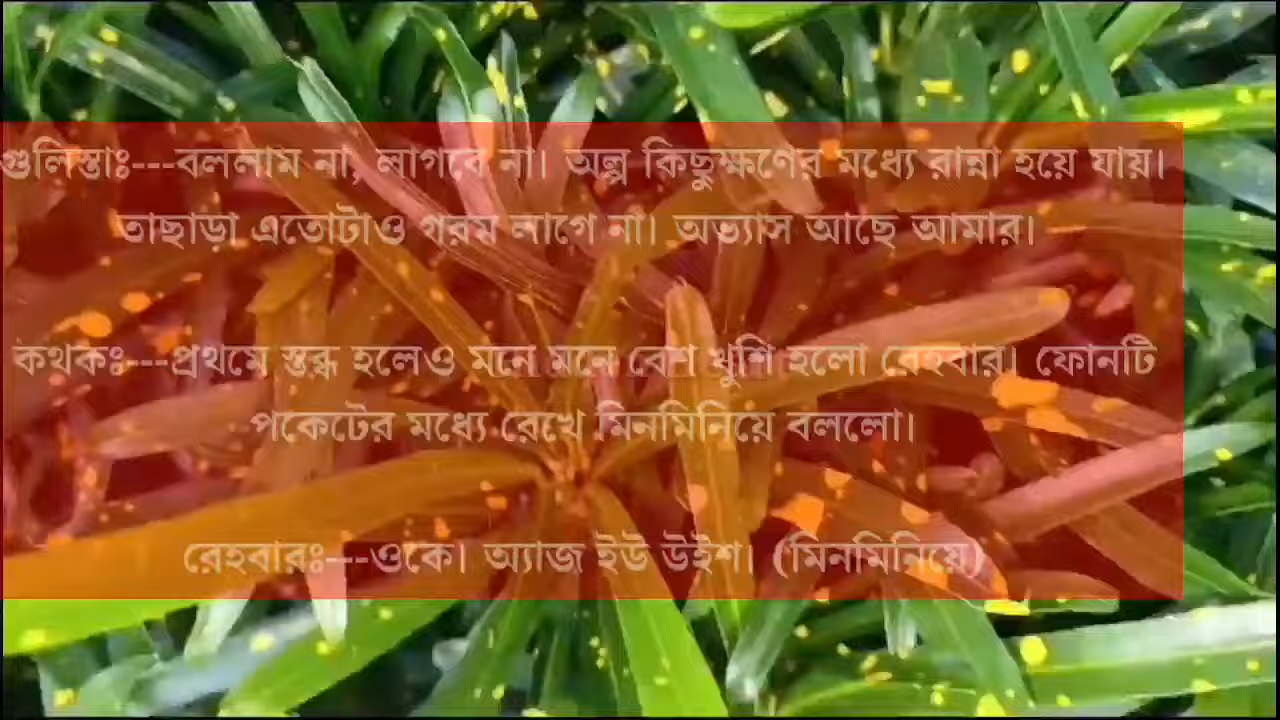 গুলিস্তাঃ---বললাম না, লাগবে না। অল্প কিছুক্ষণের মধ্যে রান্না হয়ে যায়।
তাছাড়া এতোটাও গরম লাগে না। অভ্যাস আছে আমার।
কথকঃ---প্রথমে স্তব্ধ হলেও মনে মনে বেশ খুশি হলো রেহবার। ফোনটি
পকেটের মধ্যে রেখে মিনমিনিয়ে বললো।
রেহবারঃ---ওকে। অ্যাজ ইউ উইশ। (মিনমিনিয়ে)